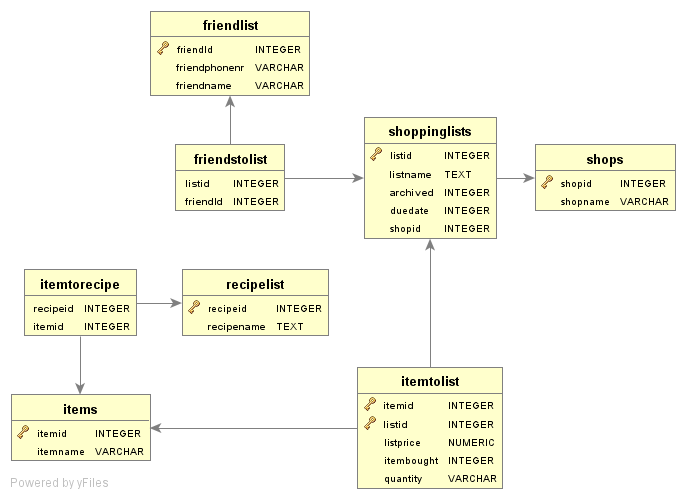 friendlist
friendId INTEGER
friendphonenr VARCHAR
friendname VARCHAR
friendstolist
listid INTEGER
friendId INTEGER
shoppinglists
listid INTEGER
listname TEXT
archived INTEGER
duedate INTEGER
shopid INTEGER
shops
shopid INTEGER
shopname VARCHAR
itemtorecipe
recipeid INTEGER
itemid INTEGER
recipelist
recipeid INTEGER
recipename TEXT
items
itemid INTEGER
itemname VARCHAR
itemtolist
itemid INTEGER
listid INTEGER
listprice NUMERIC
itembought INTEGER
quantity VARCHAR
Powered by yFiles